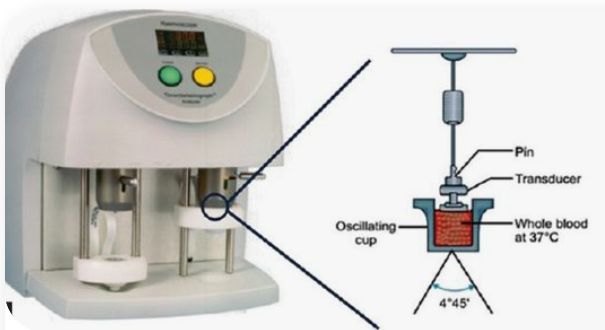 Pin
Transducer
Oscillating
cup
Whole blood
at 37°C
4°45'